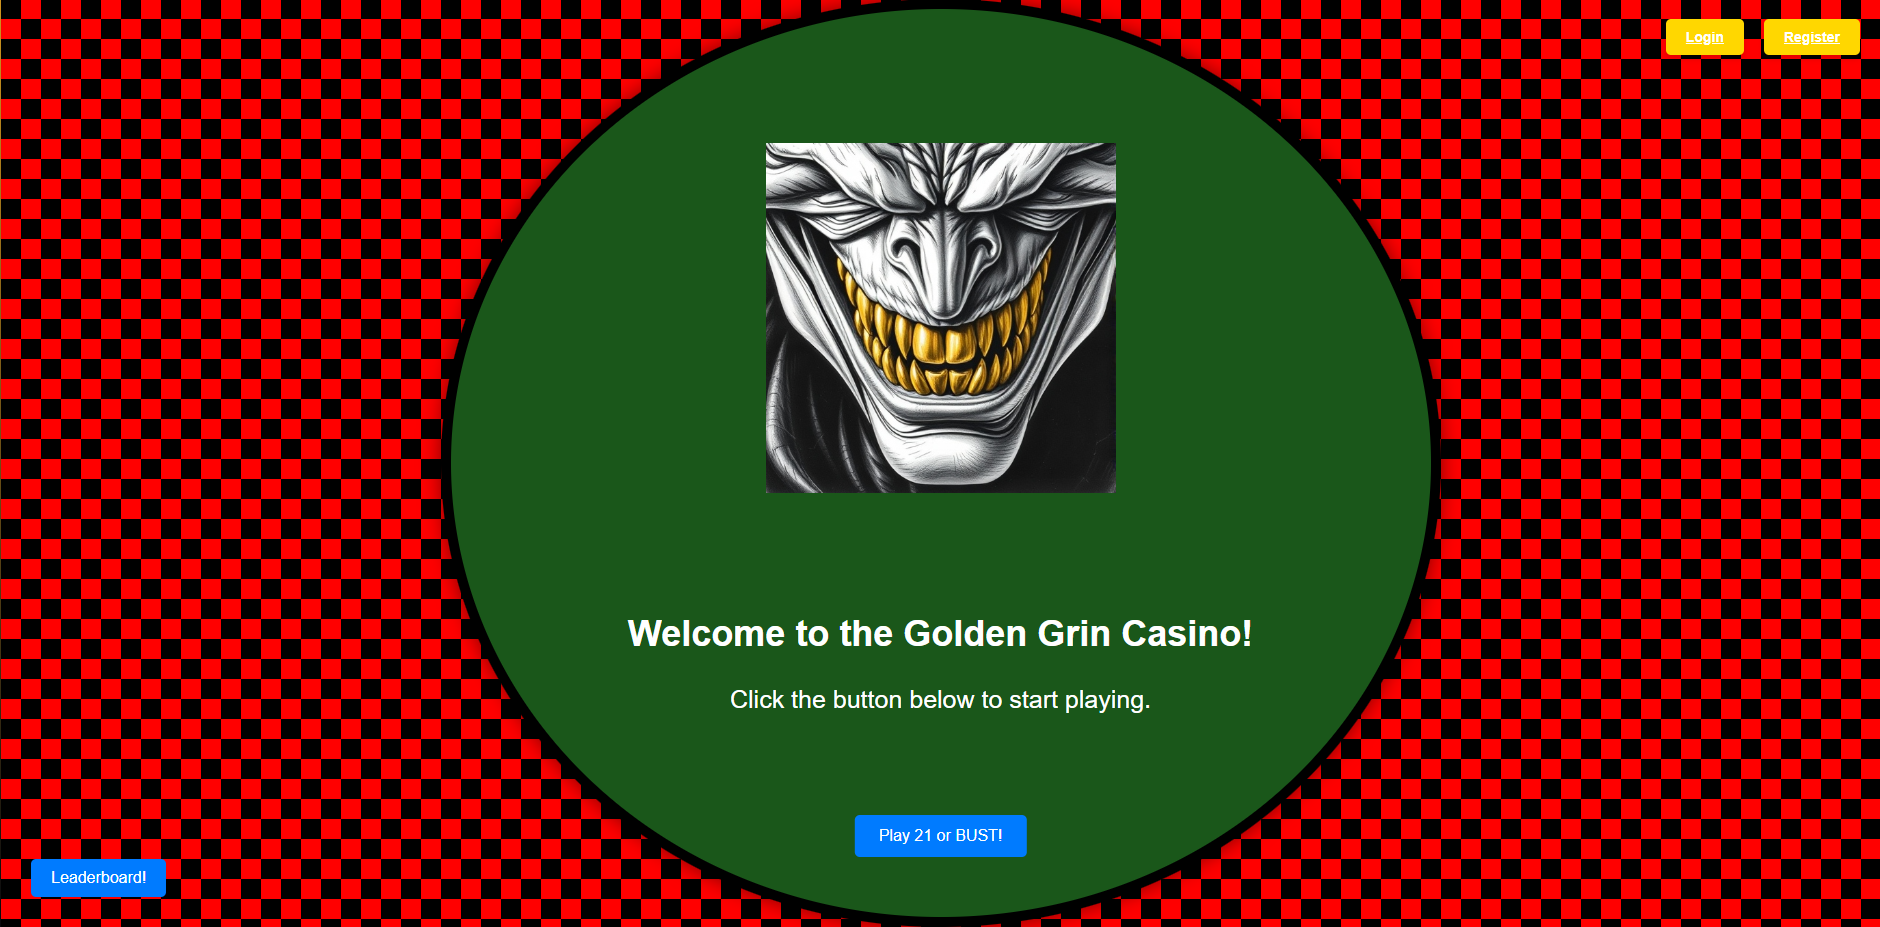 Login
Register
Welcome to the Golden Grin Casino!
Click the button below to start playing.
Play 21 or BUST!
Leaderboard!